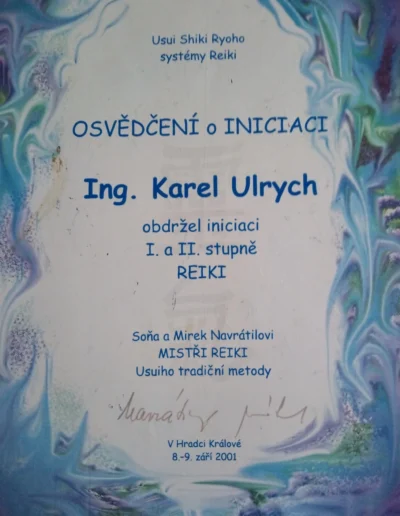 Usui Shiki Ryoho
systémy Reiki
OSVĚDČENÍ o INICIACI
Ing. Karel Ulrych
obdržel iniciaci
I. a II. stupně
REIKI
Soňa a Mirek Navrátilovi
MISTŘI REIKI
Usuiho tradiční metody
V Hradci Králové
8.-9. září 2001